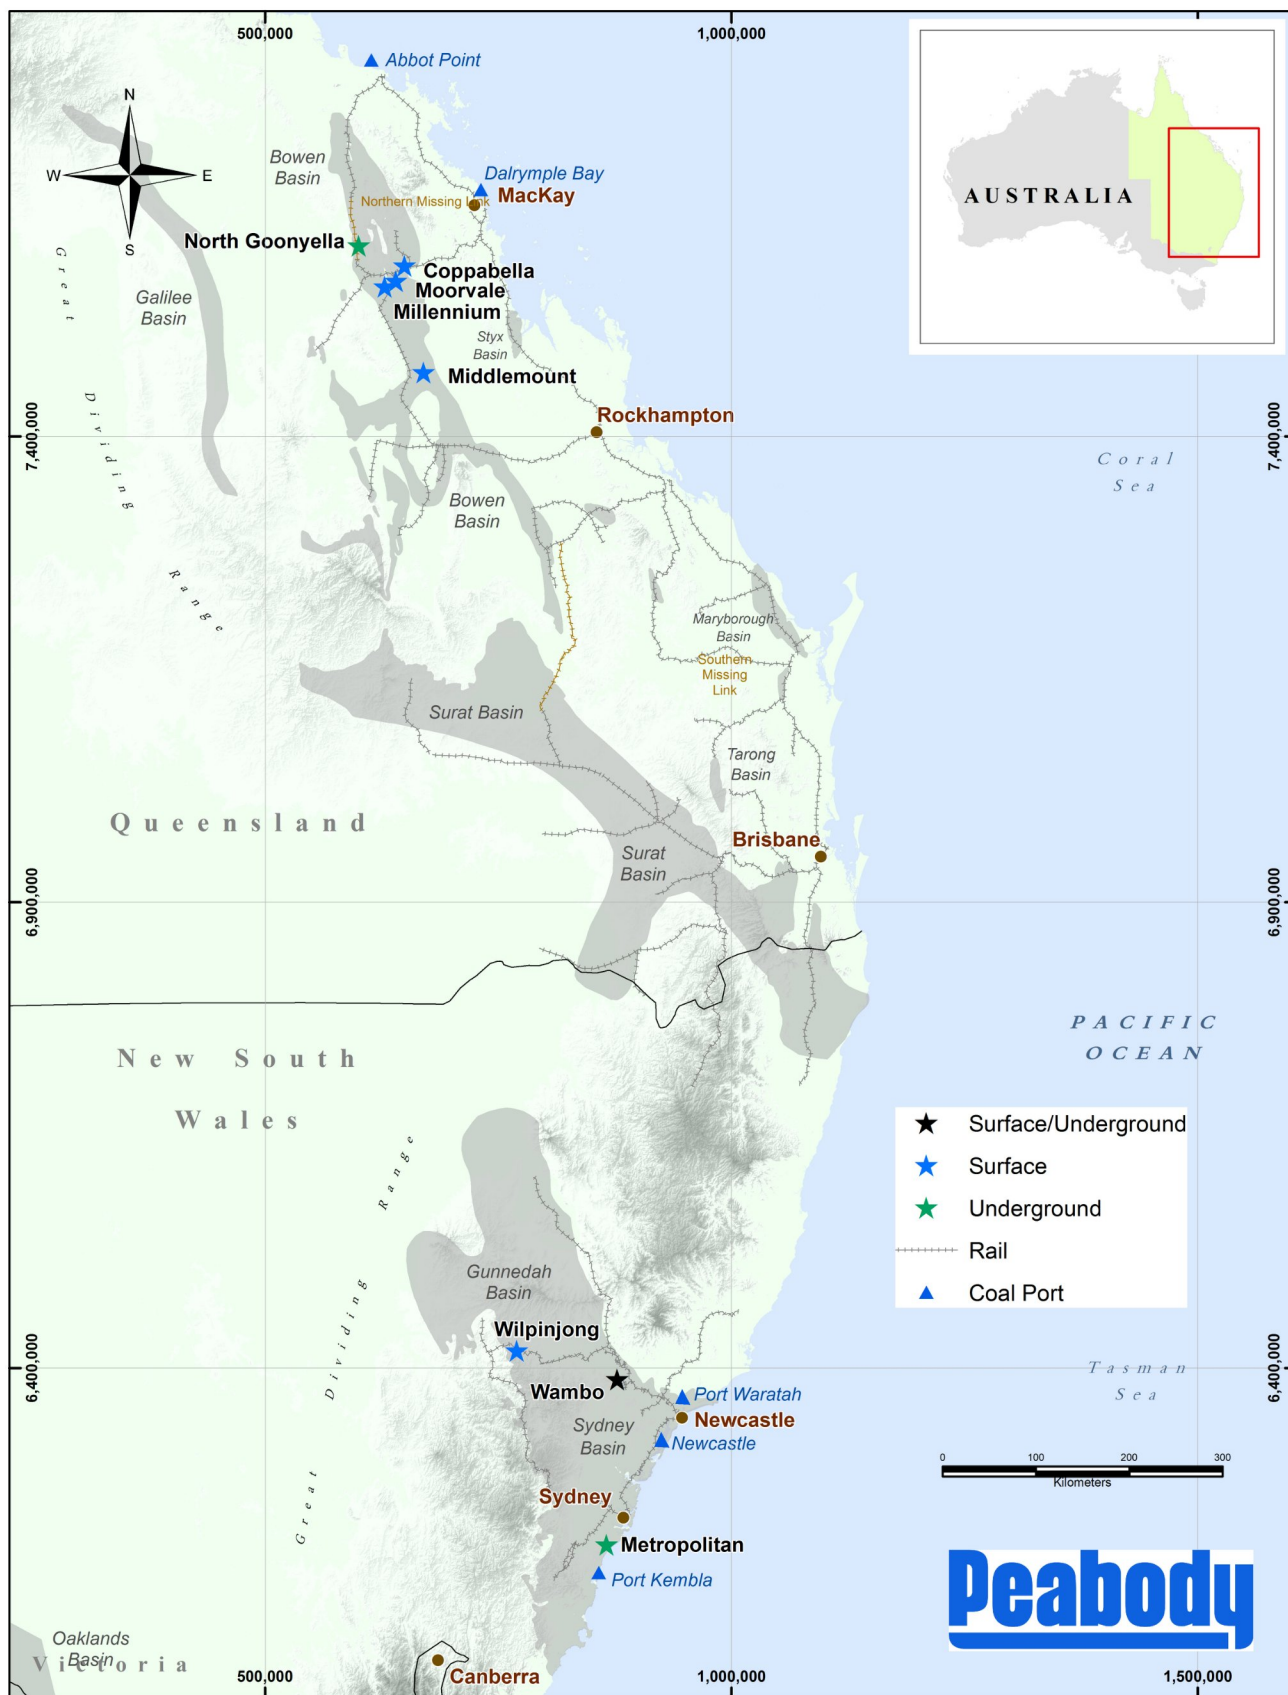 500,000
1,000,000
Abbot Point
N
W
E
S
Bowen
Basin
Dalrymple Bay
MacKay
Northern Missing Link
North Goonyella
AUSTRALIA
Great
Dividing
Range
Galilee
Basin
Coppabella
Moorvale
Millennium
Styx
Basin
Middlemount
Rockhampton
7,400,000
7,400,000
Coral
Sea
Bowen
Basin
Maryborough
Basin
Southern
Missing
Link
Surat Basin
Tarong
Basin
Queensland
Brisbane
Surat
Basin
6,900,000
6,900,000
New South
Wales
PACIFIC
OCEAN
Surface/Underground
Surface
Underground
Rail
Coal Port
Great
Dividing
Range
Gunnedah
Basin
Wilpinjong
6,400,000
6,400,000
Wambo
Tasman
Sea
Port Waratah
Newcastle
Sydney
Basin
Newcastle
0 100 200 300
Kilometers
Sydney
Metropolitan
Port Kembla
Peabody
Oaklands
Basin
Victoria
Canberra
500,000
1,000,000
1,500,000